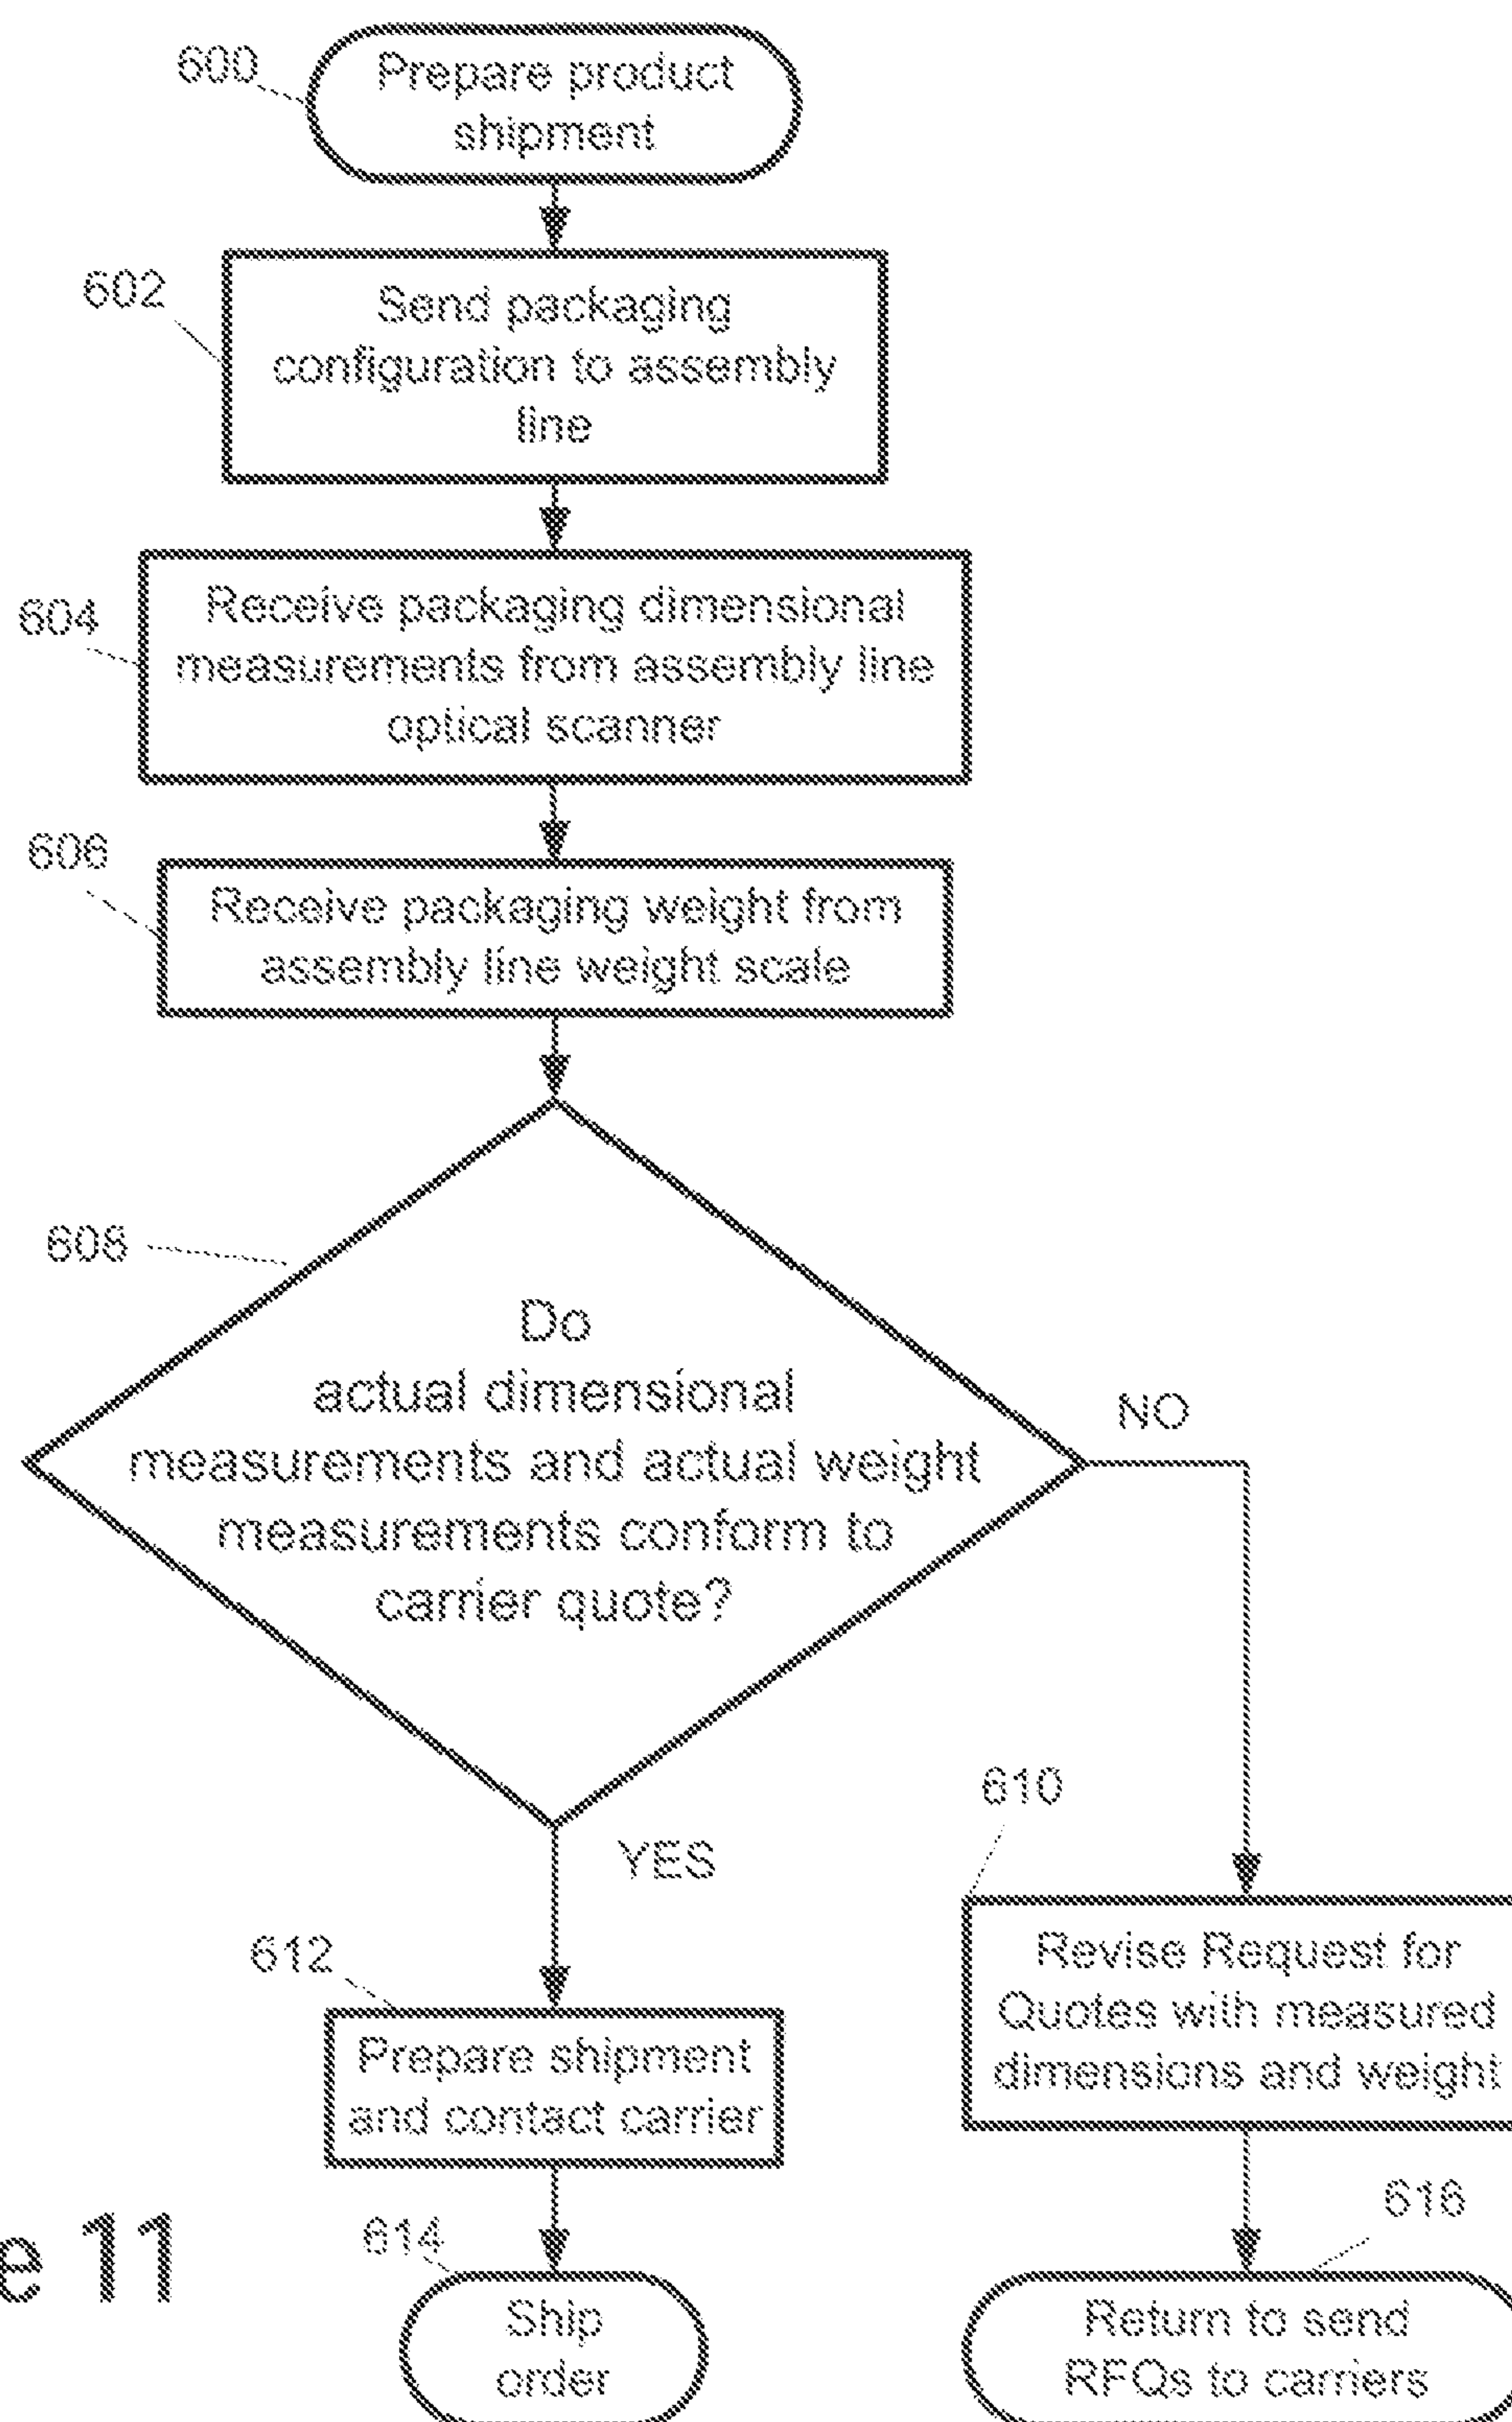 600
Prepare product
shipment
602
Send packaging
configuration to assembly
line
604
Receive packaging dimensional
measurements from assembly line
optical scanner
606
Receive packaging weight from
assembly line weight scale
608
Do
actual dimensional
measurements and actual weight
measurements conform to
carrier quote?
NO
YES
610
Revise Request for
Quotes with measured
dimensions and weight
612
Prepare shipment
and contact carrier
614
Ship
order
616
Return to send
RFQs to carriers
e 11